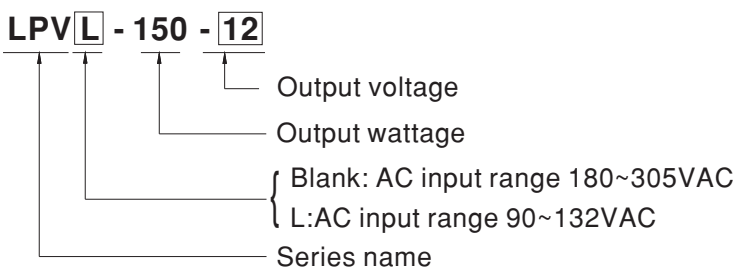 LPVL - 150 - 12
Output voltage
Output wattage
Blank: AC input range 180~305VAC
L:AC input range 90~132VAC
Series name